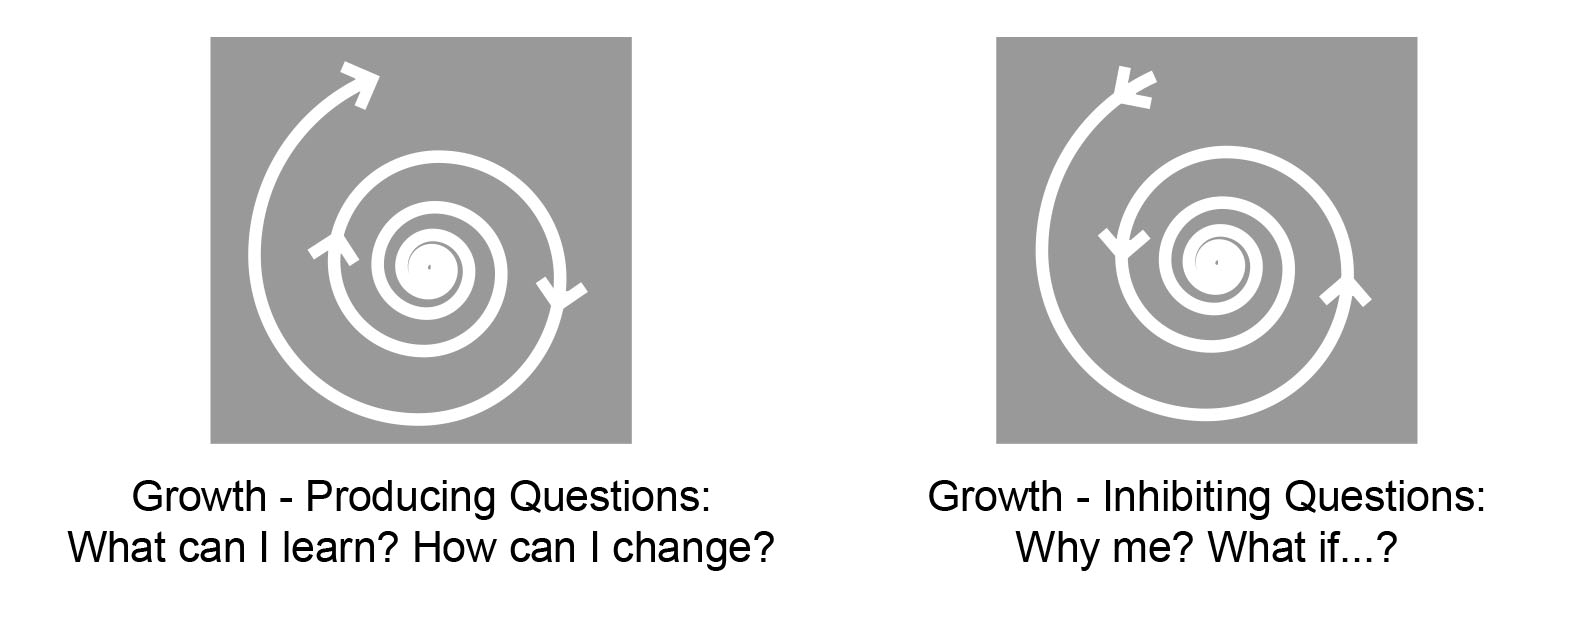 Growth - Producing Questions:
What can I learn? How can I change?
Growth - Inhibiting Questions:
Why me? What if...?